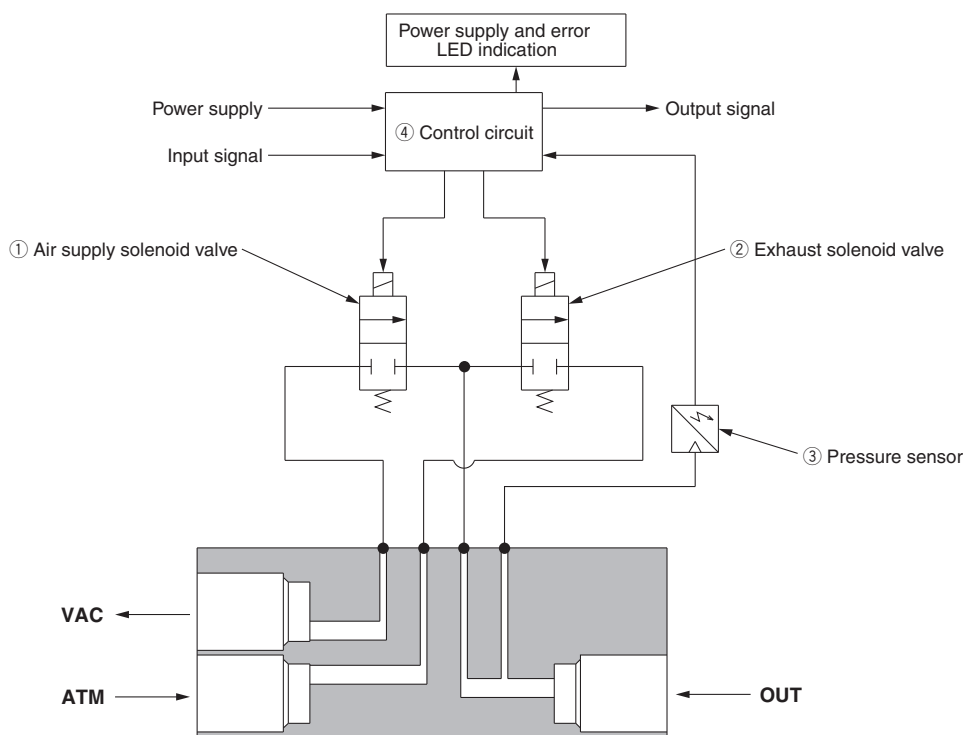 Power supply and error
LED indication
Power supply
Output signal
④ Control circuit
Input signal
① Air supply solenoid valve
② Exhaust solenoid valve
③ Pressure sensor
VAC
ATM
OUT